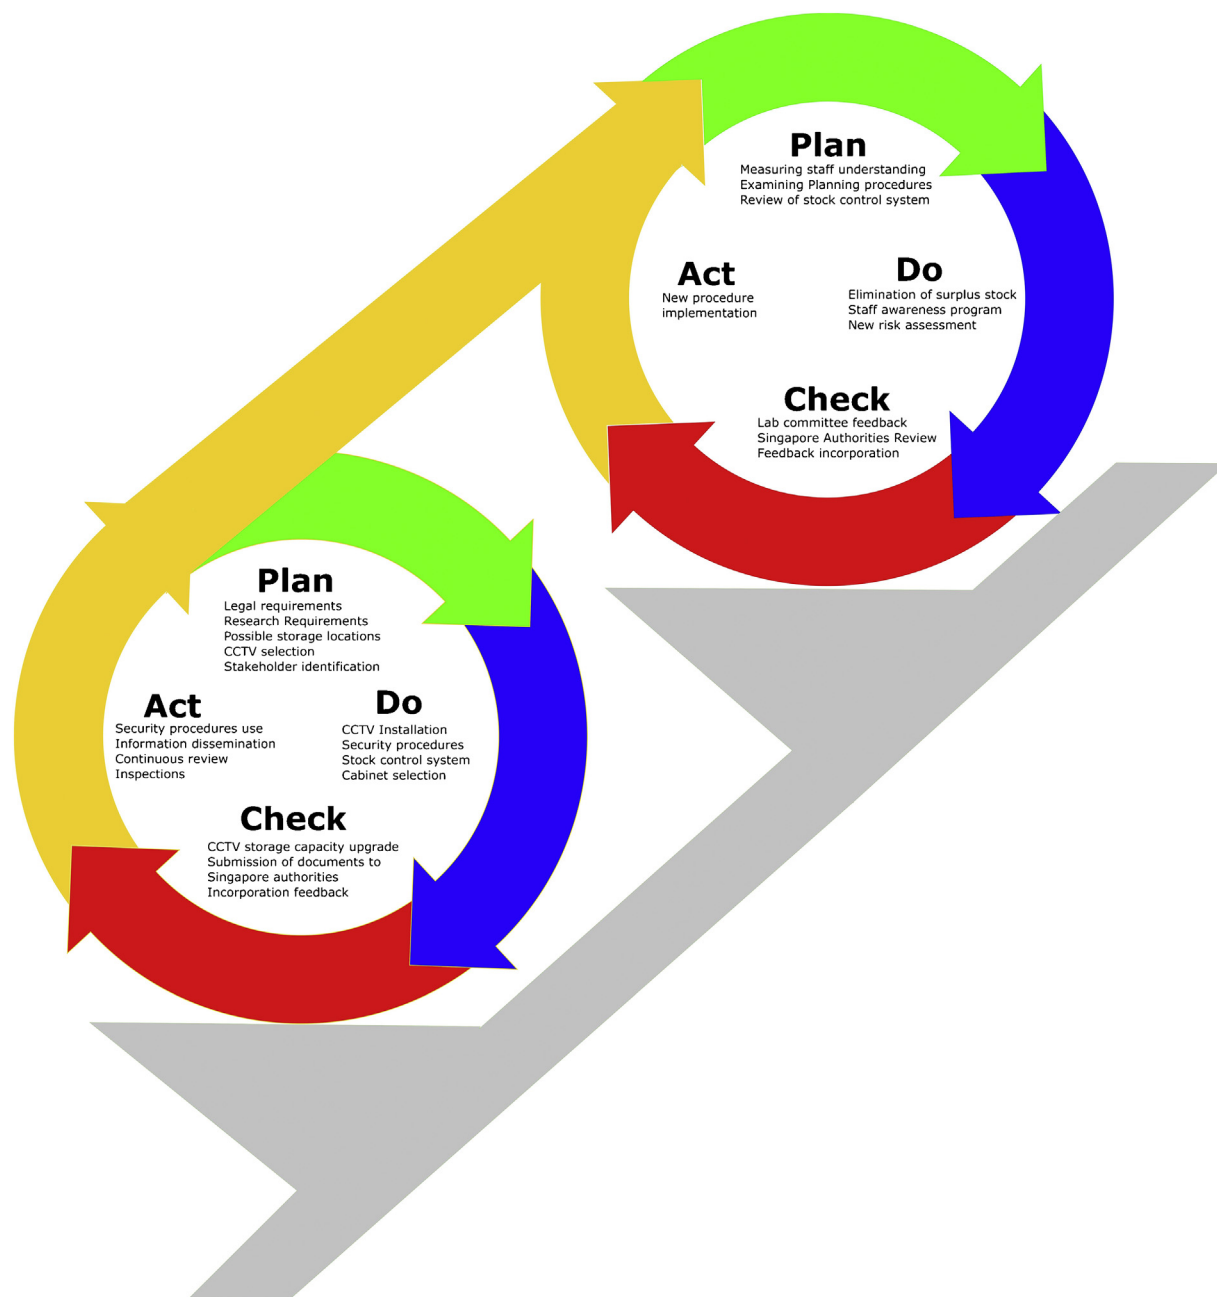 Plan
Measuring staff understanding
Examining Planning procedures
Review of stock control system
Act
New procedure
implementation
Do
Elimination of surplus stock
Staff awareness program
New risk assessment
Check
Lab committee feedback
Singapore Authorities Review
Feedback incorporation
Plan
Legal requirements
Research Requirements
Possible storage locations
CCTV selection
Stakeholder identification
Act
Security procedures use
Information dissemination
Continuous review
Inspections
Do
CCTV Installation
Security procedures
Stock control system
Cabinet selection
Check
CCTV storage capacity upgrade
Submission of documents to
Singapore authorities
Incorporation feedback